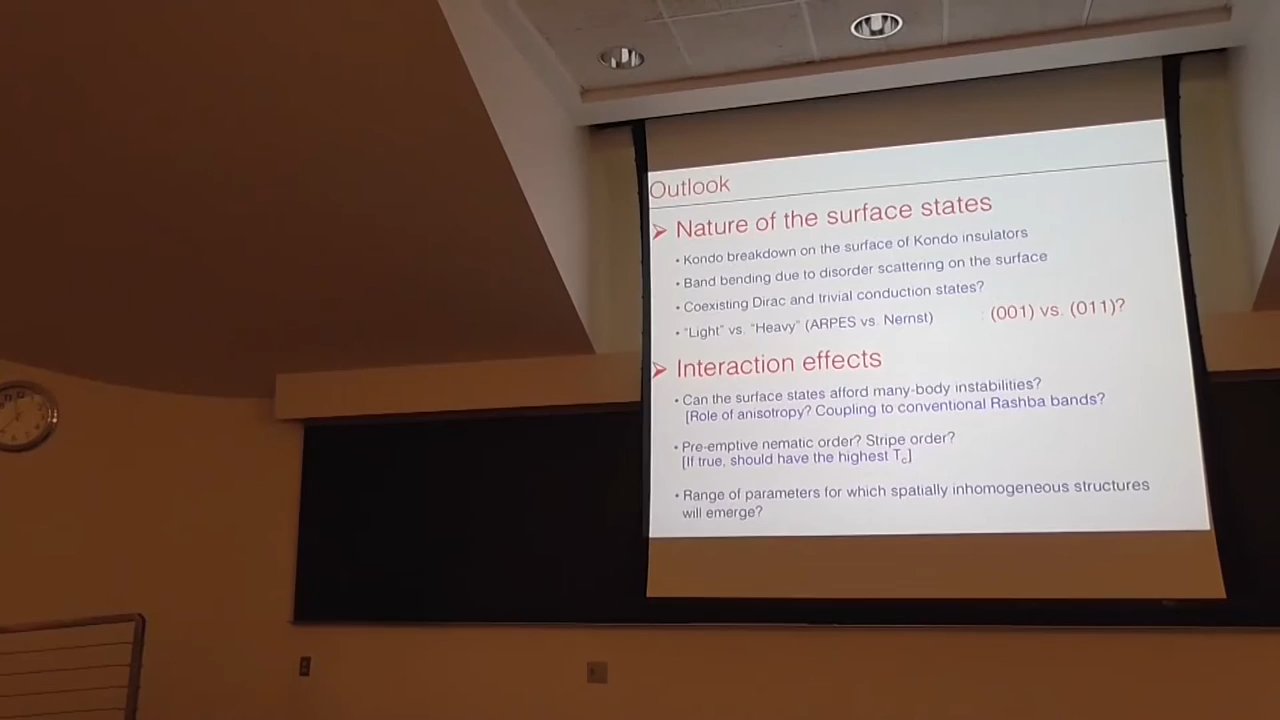 Outlook
➢ Nature of the surface states
• Kondo breakdown on the surface of Kondo insulators
• Band bending due to disorder scattering on the surface
• Coexisting Dirac and trivial conduction states?
• "Light" vs. "Heavy" (ARPES vs. Nernst) (001) vs. (011)?
➢ Interaction effects
• Can the surface states afford many-body instabilities?
[Role of anisotropy? Coupling to conventional Rashba bands?
• Pre-emptive nematic order? Stripe order?
[If true, should have the highest Tc]
• Range of parameters for which spatially inhomogeneous structures
will emerge?